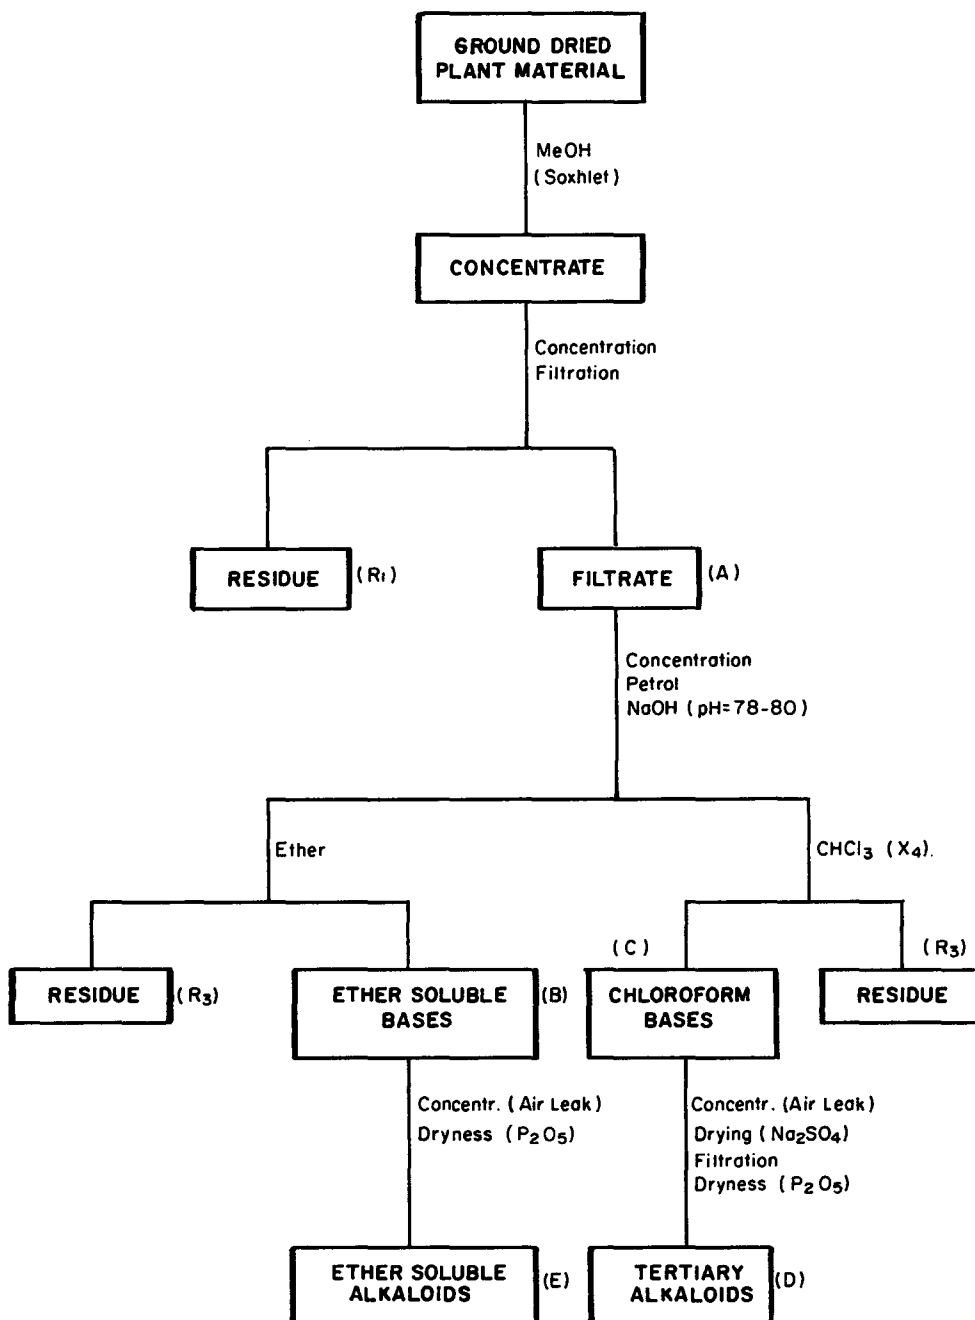 GROUND DRIED
PLANT MATERIAL
MeOH
(Soxhlet)
CONCENTRATE
Concentration
Filtration
RESIDUE (R1)
FILTRATE (A)
Concentration
Petrol
NaOH (pH=78-80)
Ether
CHCl3 (X4).
RESIDUE (R3)
ETHER SOLUBLE
BASES
(B)
(C)
CHLOROFORM
BASES
(R3)
RESIDUE
Concentr. (Air Leak)
Dryness (P2O5)
Concentr. (Air Leak)
Drying (Na2SO4)
Filtration
Dryness (P2O5)
ETHER SOLUBLE
ALKALOIDS
(E)
TERTIARY
ALKALOIDS
(D)